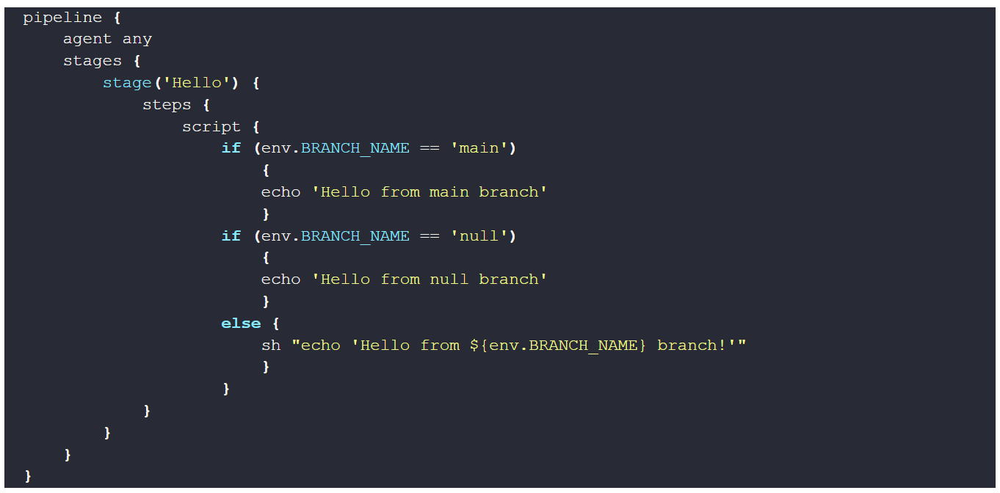 pipeline {
    agent any
    stages {
        stage('Hello') {
            steps {
                script {
                    if (env.BRANCH_NAME == 'main')
                        {
                        echo 'Hello from main branch'
                        }
                    if (env.BRANCH_NAME == 'null')
                        {
                        echo 'Hello from null branch'
                        }
                    else {
                        sh "echo 'Hello from ${env.BRANCH_NAME} branch!'"
                        }
                    }
            }
        }
    }
}